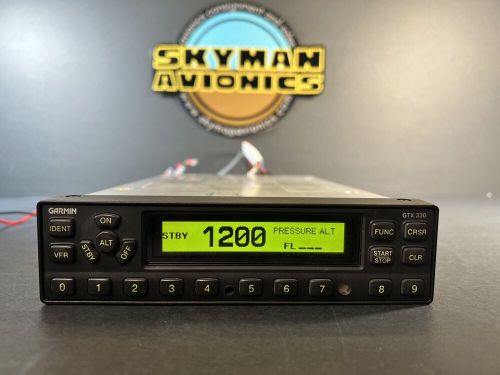 SKYMAN
AVIONICS
GARMIN
GTX 330
IDENT
ON
ALT
STBY
OFF
VFR
STBY
1200
PRESSURE ALT
FL___
FUNC
CRSR
START
STOP
CLR
0 1 2 3 4 5 6 7 8 9